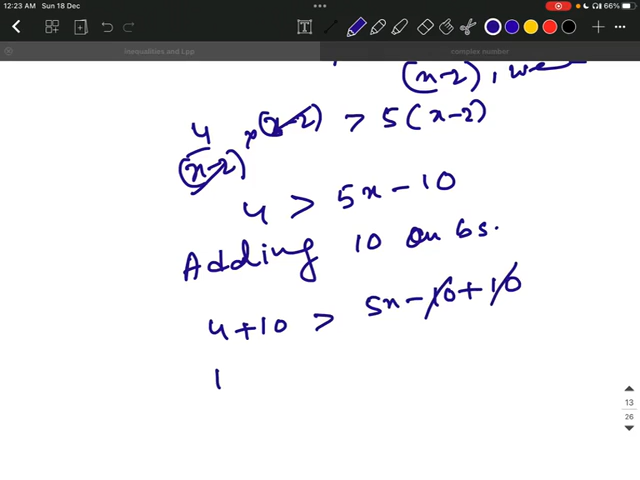 12:23 AM Sun 18 Dec
66%
Inequalities and Lpp
complex number
(x-2), we
4/(x-2) × (x-2) > 5(x-2)
4 > 5x-10
Adding 10 on bs.
4+10 > 5x-10+10
1
13
26